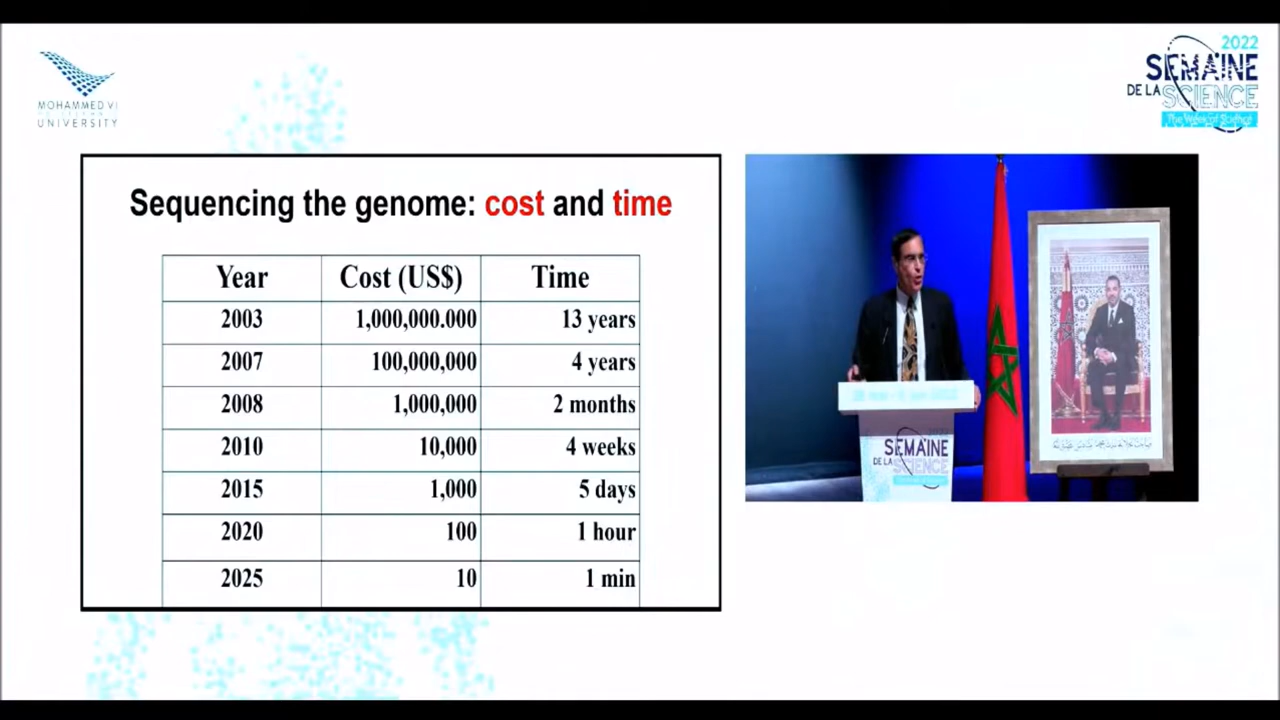 MOHAMMED VI
UNIVERSITY
2022
SEMAINE
DE LA SCIENCE
The Week of Science
Sequencing the genome: cost and time
Year Cost (US$) Time
2003 1,000,000.000 13 years
2007 100,000,000 4 years
2008 1,000,000 2 months
2010 10,000 4 weeks
2015 1,000 5 days
2020 100 1 hour
2025 10 1 min
2022
SEMAINE
DE LA SCIENCE